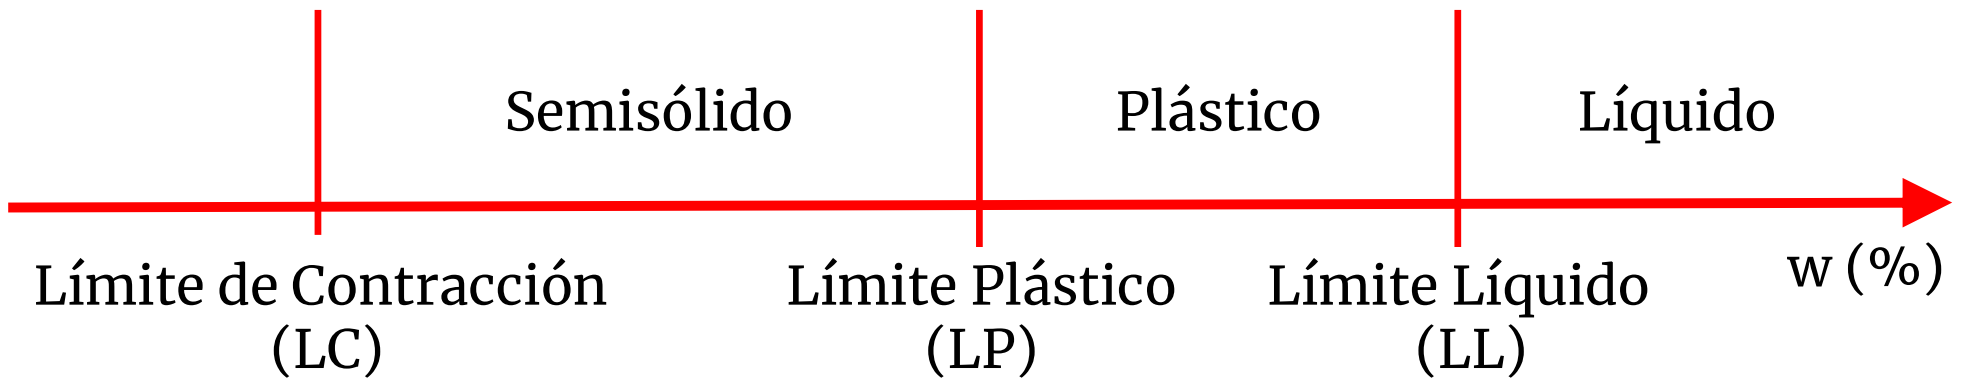 Semisólido
Plástico
Líquido
Límite de Contracción
(LC)
Límite Plástico
(LP)
Límite Líquido
(LL)
w (%)